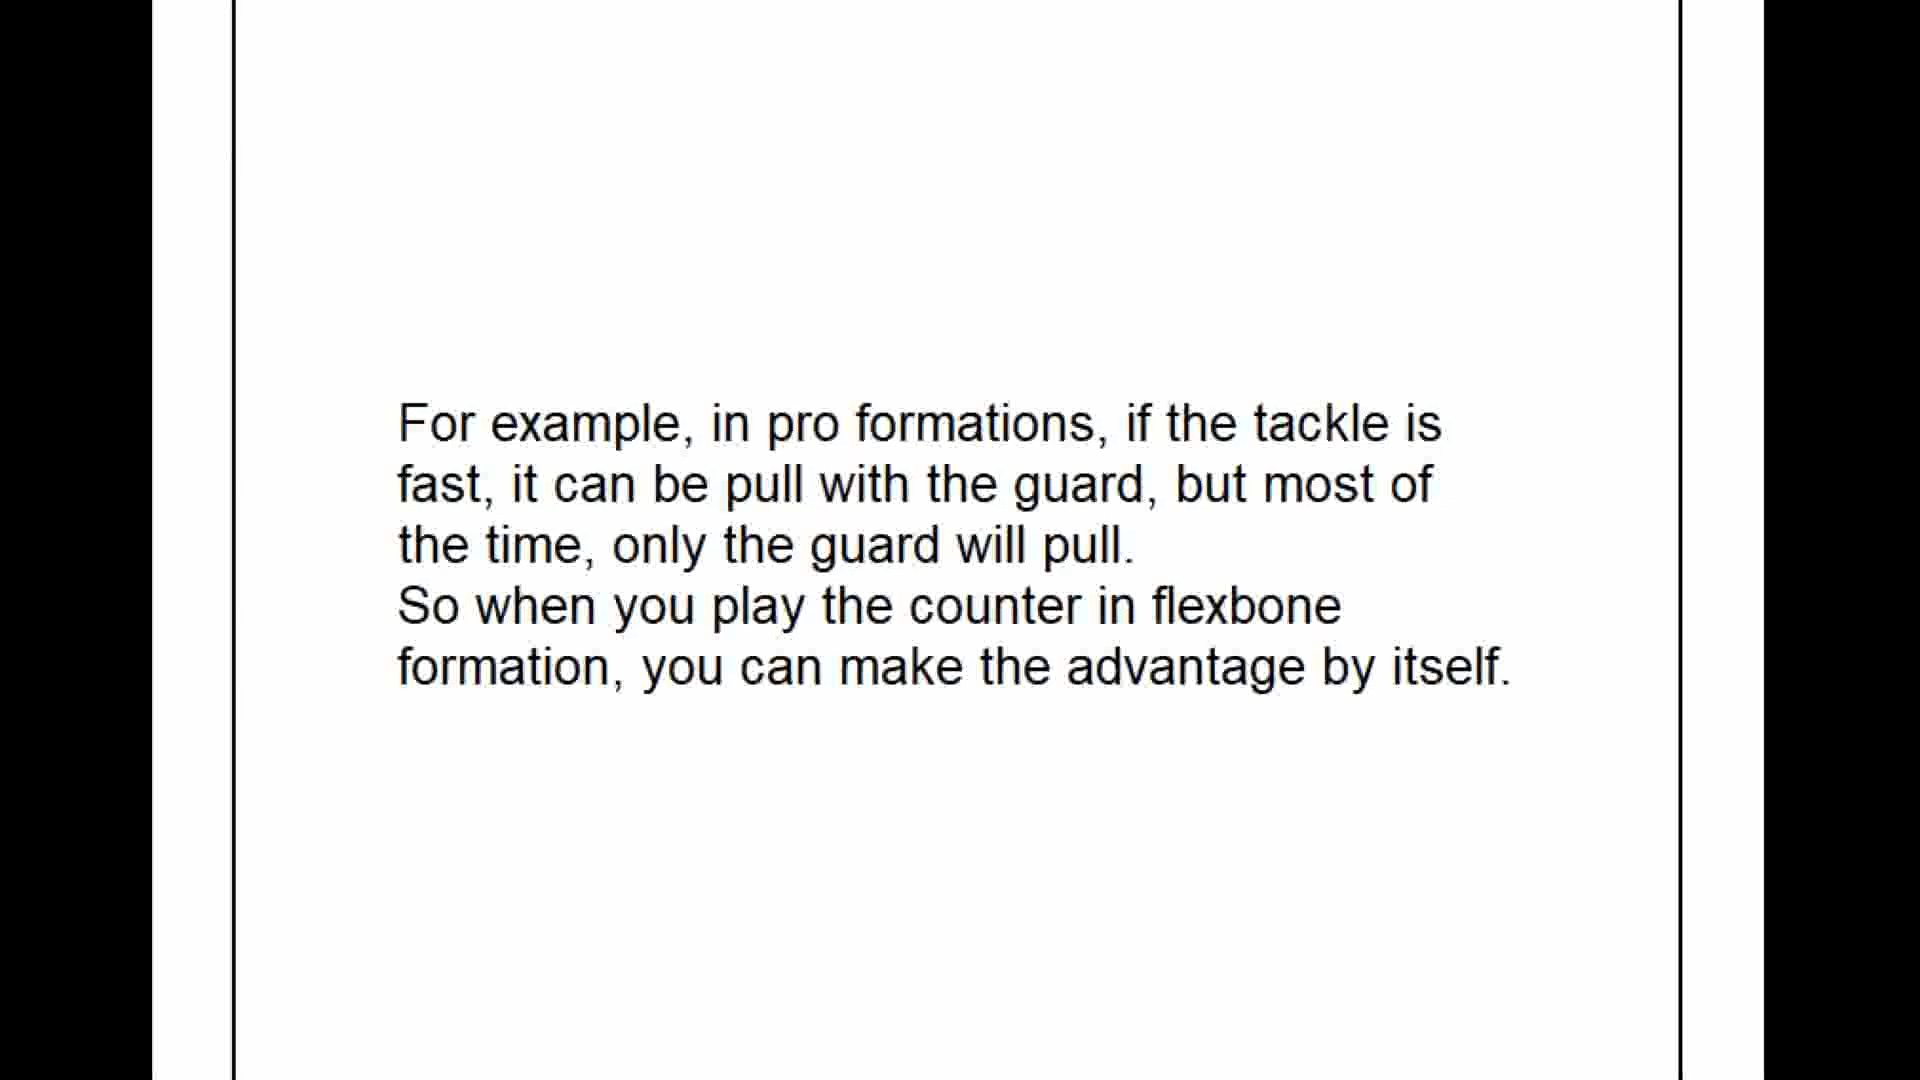 For example, in pro formations, if the tackle is
fast, it can be pull with the guard, but most of
the time, only the guard will pull.
So when you play the counter in flexbone
formation, you can make the advantage by itself.